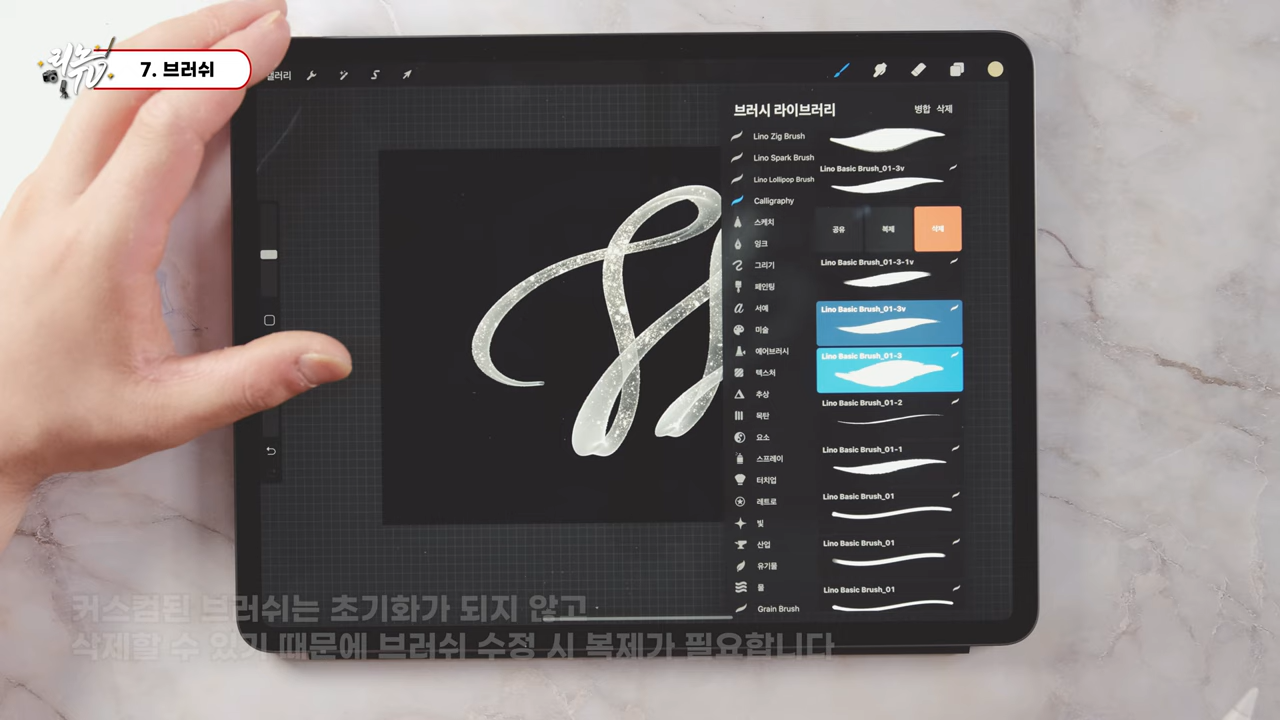 리뉴
7. 브러쉬
갤러리
브러시 라이브러리
병합 삭제
Lino Zig Brush
Lino Spark Brush
Lino Lollipop Brush
Calligraphy
스케치
잉크
그리기
페인팅
서예
미술
에어브러시
텍스처
추상
목탄
요소
스프레이
터치업
레트로
빛
산업
유기물
물
Grain Brush
Lino Basic Brush_01-3v
공유 복제 삭제
Lino Basic Brush_01-3-1v
Lino Basic Brush_01-3v
Lino Basic Brush_01-3
Lino Basic Brush_01-2
Lino Basic Brush_01-1
Lino Basic Brush_01
Lino Basic Brush_01
Lino Basic Brush_01
커스컴된 브러쉬는 초기화가 되지 않고
삭제할 수 있기 때문에 브러쉬 수정 시 복제가 필요합니다